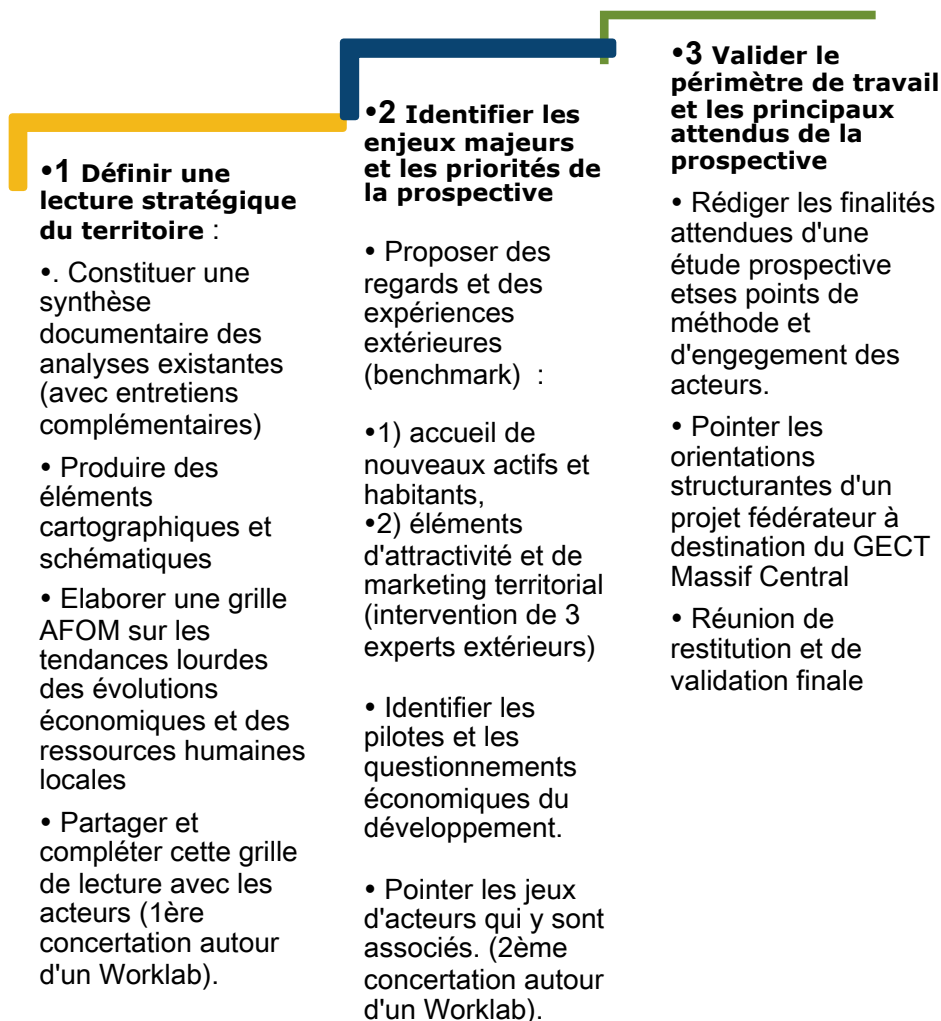 •1 Définir une
lecture stratégique
du territoire :
•. Constituer une
synthèse
documentaire des
analyses existantes
(avec entretiens
complémentaires)
• Produire des
éléments
cartographiques et
schématiques
• Elaborer une grille
AFOM sur les
tendances lourdes
des évolutions
économiques et des
ressources humaines
locales
• Partager et
compléter cette grille
de lecture avec les
acteurs (1ère
concertation autour
d'un Worklab).
•2 Identifier les
enjeux majeurs
et les priorités de
la prospective
• Proposer des
regards et des
expériences
extérieures
(benchmark) :
•1) accueil de
nouveaux actifs et
habitants,
•2) éléments
d'attractivité et de
marketing territorial
(intervention de 3
experts extérieurs)
• Identifier les
pilotes et les
questionnements
économiques du
développement.
• Pointer les jeux
d'acteurs qui y sont
associés. (2ème
concertation autour
d'un Worklab).
•3 Valider le
périmètre de travail
et les principaux
attendus de la
prospective
• Rédiger les finalités
attendues d'une
étude prospective
etses points de
méthode et
d'engegement des
acteurs.
• Pointer les
orientations
structurantes d'un
projet fédérateur à
destination du GECT
Massif Central
• Réunion de
restitution et de
validation finale